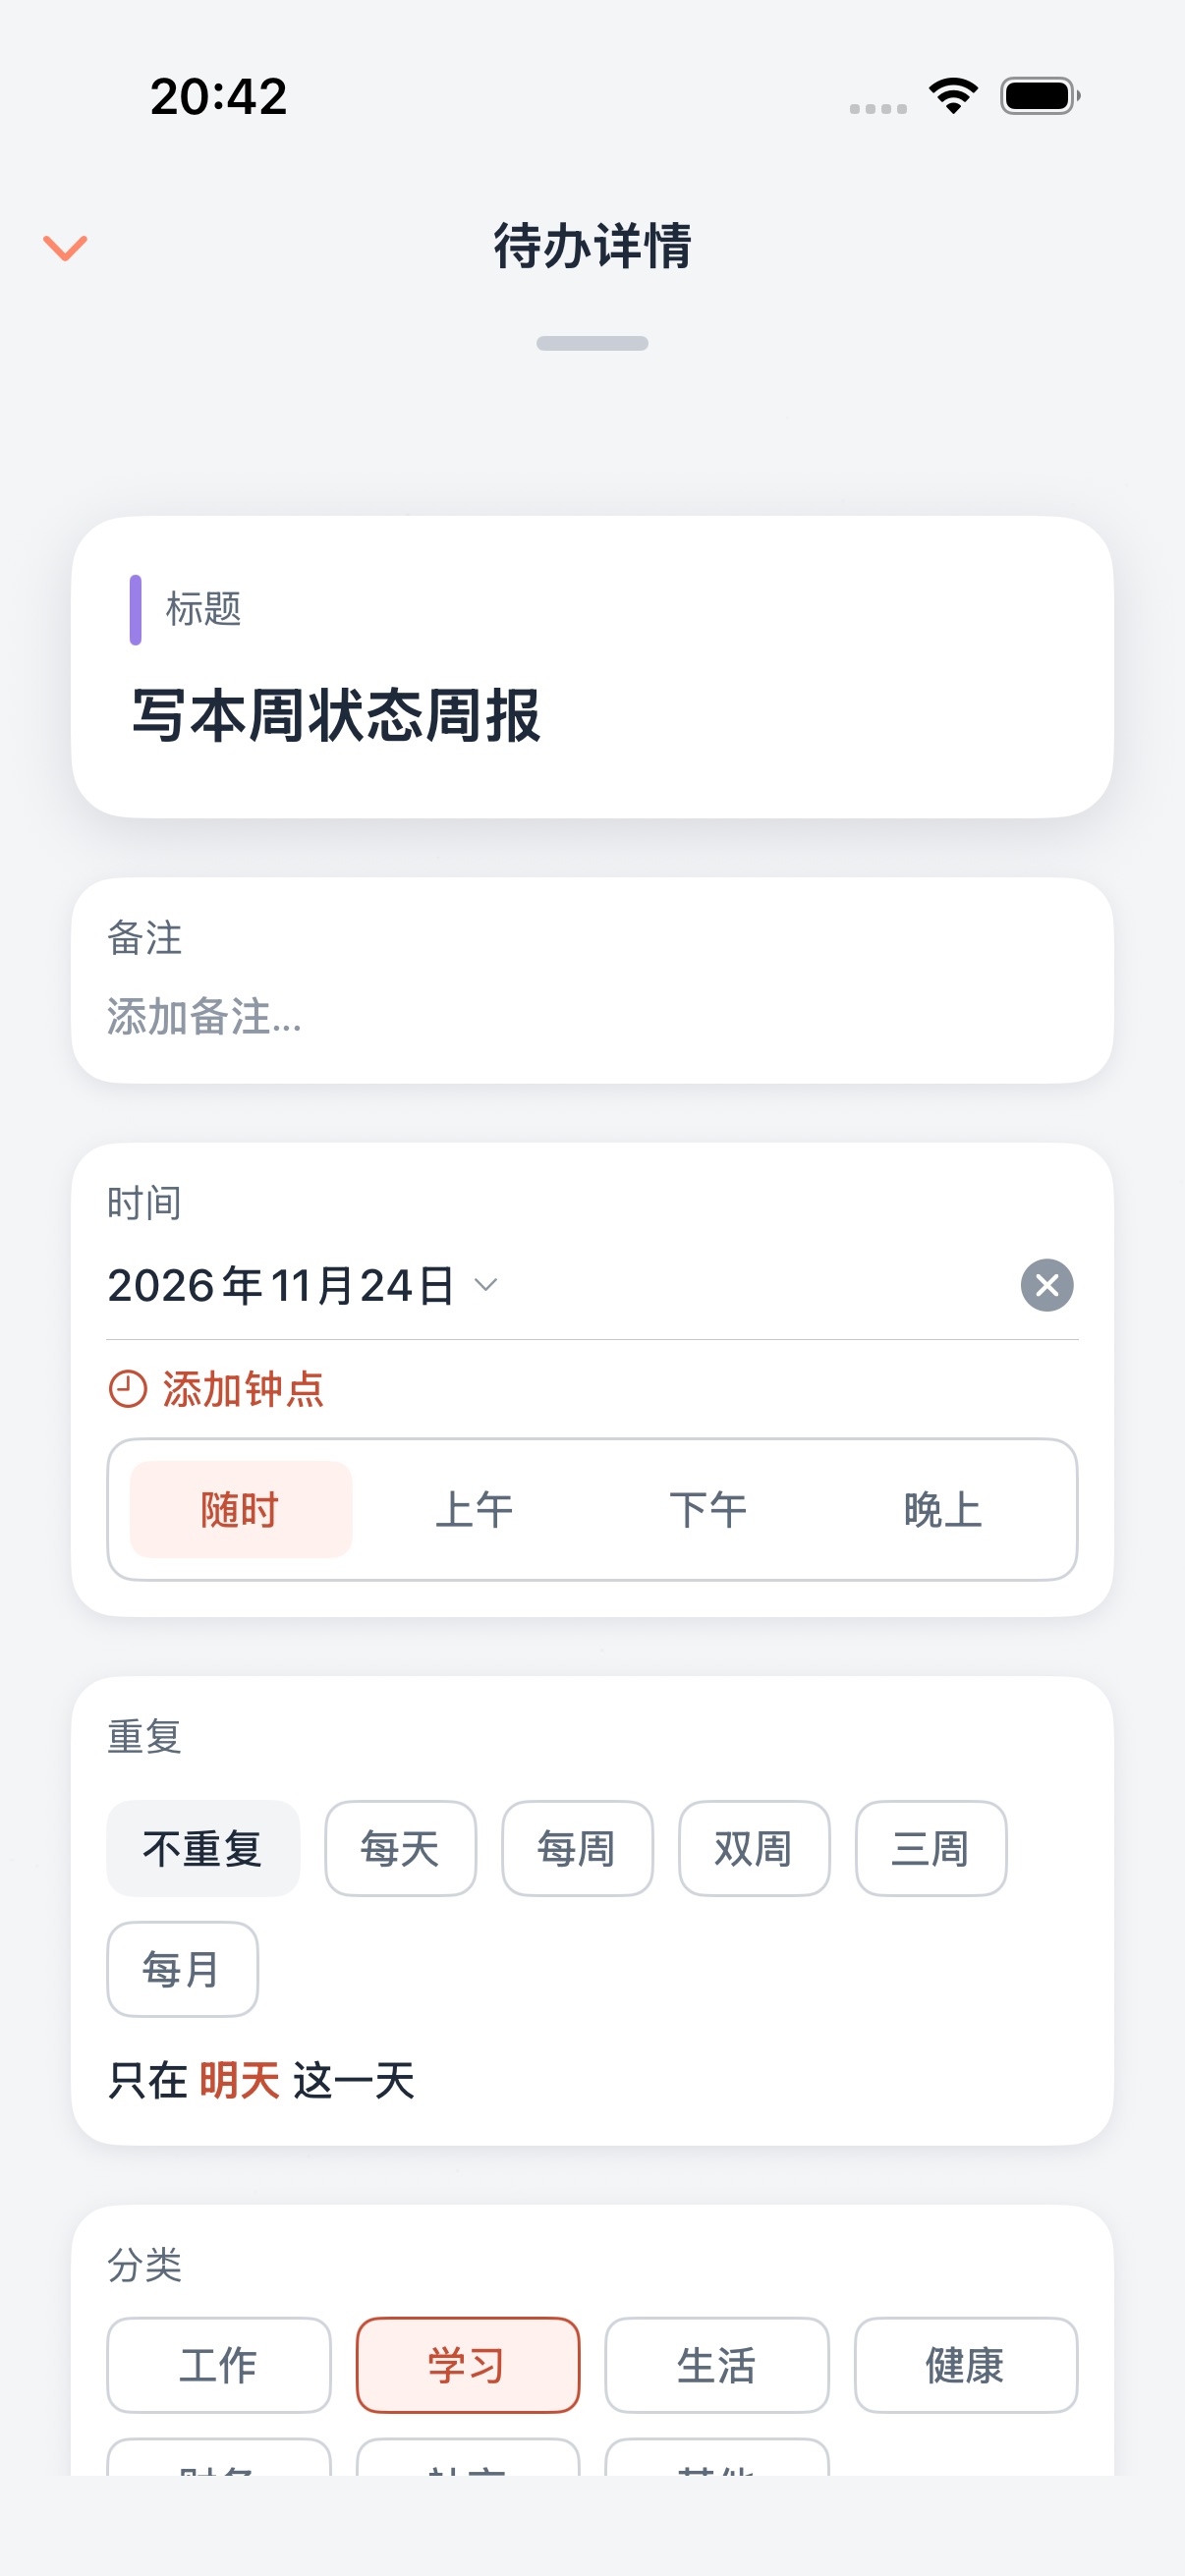 20:42
待办详情
标题
写本周状态周报
备注
添加备注...
时间
2026年11月24日
添加钟点
随时 上午 下午 晚上
重复
不重复 每天 每周 双周 三周
每月
只在 明天 这一天
分类
工作 学习 生活 健康